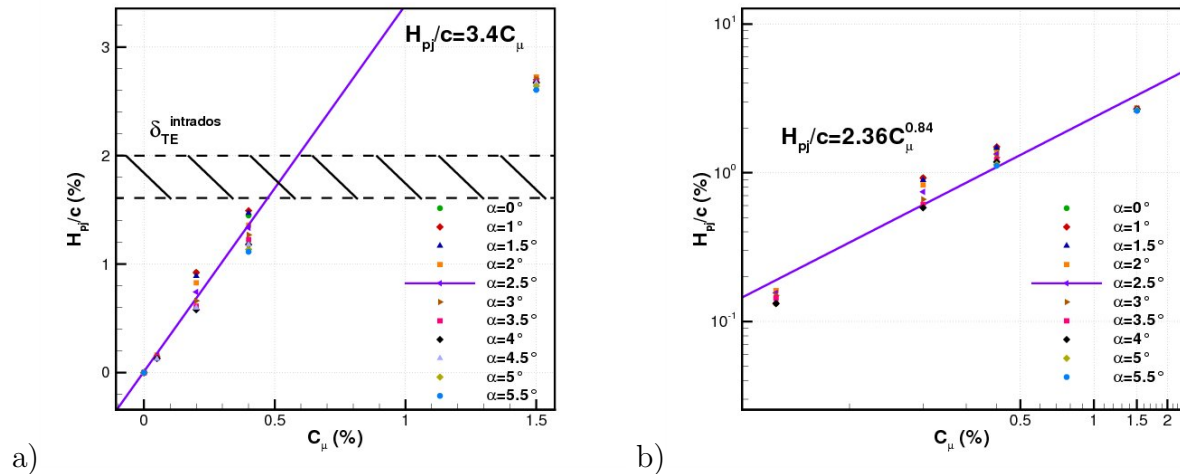 H_pj/c=3.4C_μ
δ_TE^intrados
H_pj/c (%)
3
2
1
0
α=0°
α=1°
α=1.5°
α=2°
α=2.5°
α=3°
α=3.5°
α=4°
α=4.5°
α=5°
α=5.5°
0 0.5 1 1.5
C_μ (%)
a)
H_pj/c=2.36C_μ^0.84
H_pj/c (%)
10^1
10^0
10^-1
α=0°
α=1°
α=1.5°
α=2°
α=2.5°
α=3°
α=3.5°
α=4°
α=5°
α=5.5°
0.5 1 1.5 2
C_μ (%)
b)